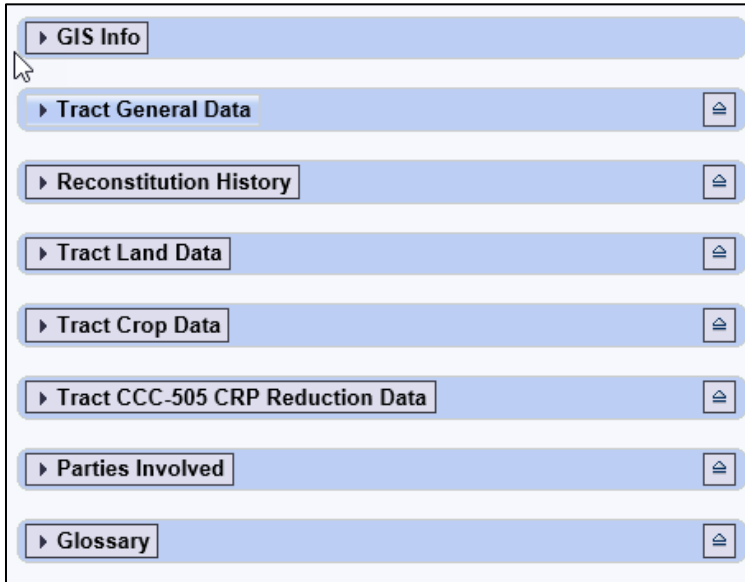 GIS Info
Tract General Data
Reconstitution History
Tract Land Data
Tract Crop Data
Tract CCC-505 CRP Reduction Data
Parties Involved
Glossary